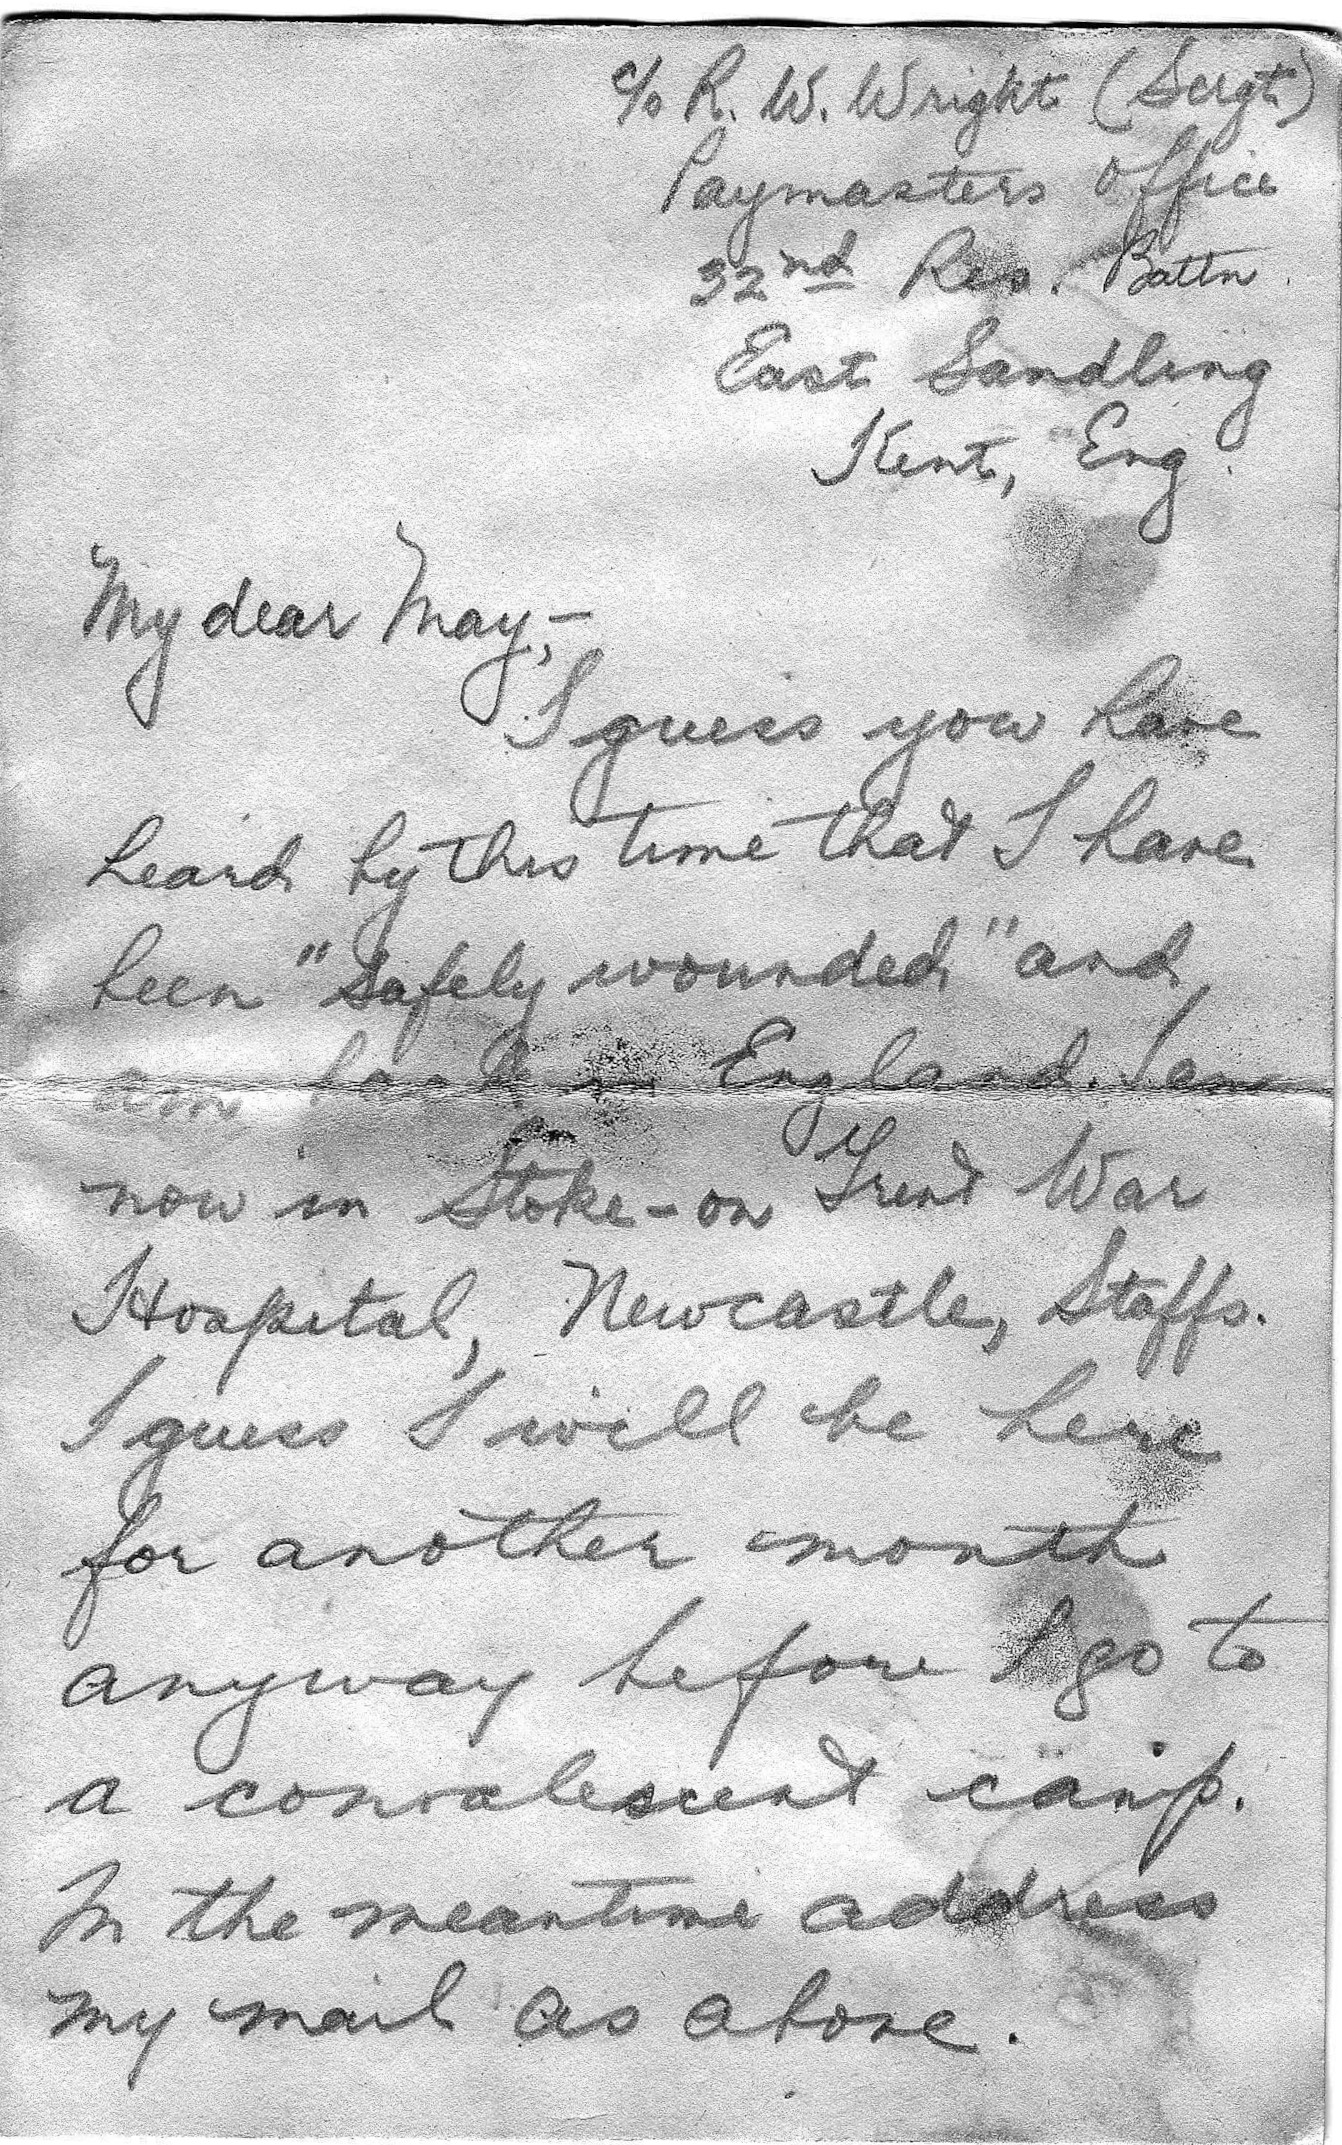 c/o R. W. Wright (Sergt)
Paymasters Office
32nd Res. Battn.
East Sandling
Kent, Eng.
My dear May,—
I guess you have
heard by this time that I have
been "safely wounded" and
am back in England. I am
now in Stoke-on Trent War
Hospital, Newcastle, Staffs.
I guess I will be here
for another month
anyway before I go to
a convalescent camp.
In the meantime address
my mail as above.